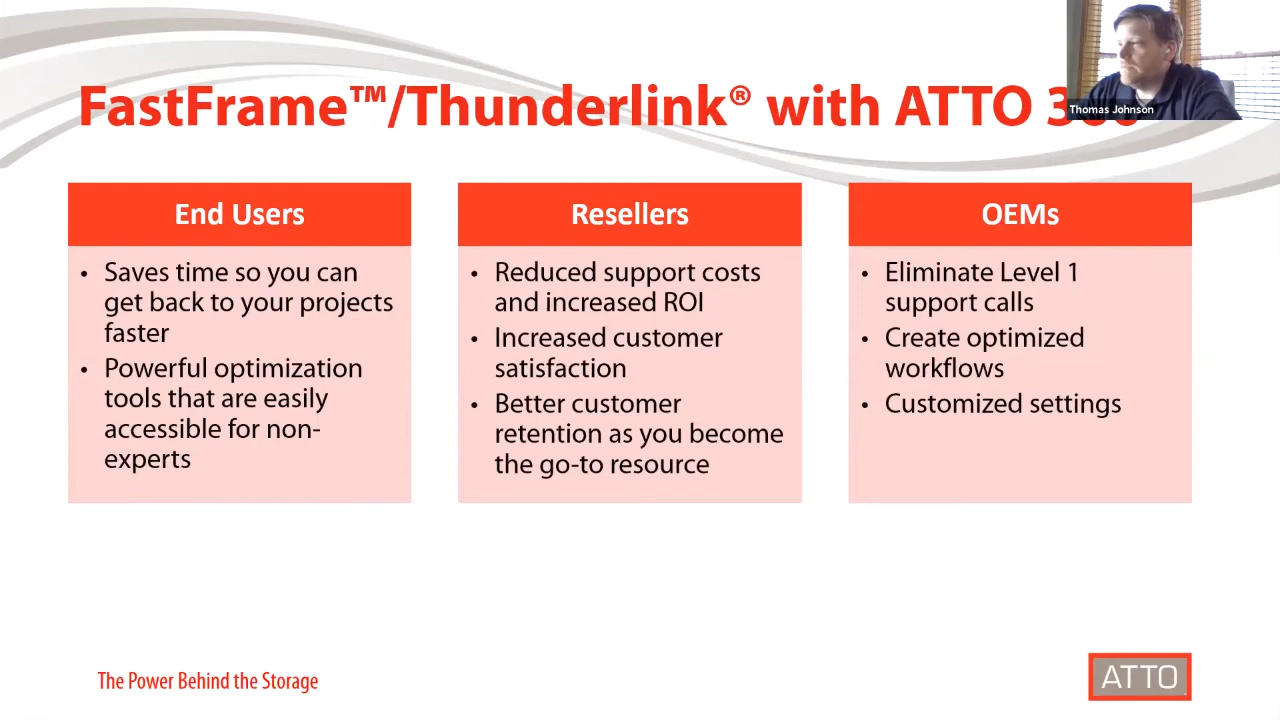 FastFrame™/Thunderlink® with ATTO
Thomas Johnson
End Users
• Saves time so you can
get back to your projects
faster
• Powerful optimization
tools that are easily
accessible for non-
experts
Resellers
• Reduced support costs
and increased ROI
• Increased customer
satisfaction
• Better customer
retention as you become
the go-to resource
OEMs
• Eliminate Level 1
support calls
• Create optimized
workflows
• Customized settings
The Power Behind the Storage
ATTO